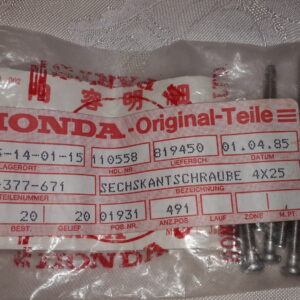 HONDA-Original-Teile
-14-01-15 110558 819450 01.04.85
LAGERORT HDL.NR LIEFERSCH. DATUM
-377-671 SECHSKANTSCHRAUBE 4X25
TEILENUMMER BEZEICHNUNG
20 20 01931 491
BEST. GELIEF. POS.NR. ANZ.POS LAUF ZONE M.PT
HONDA